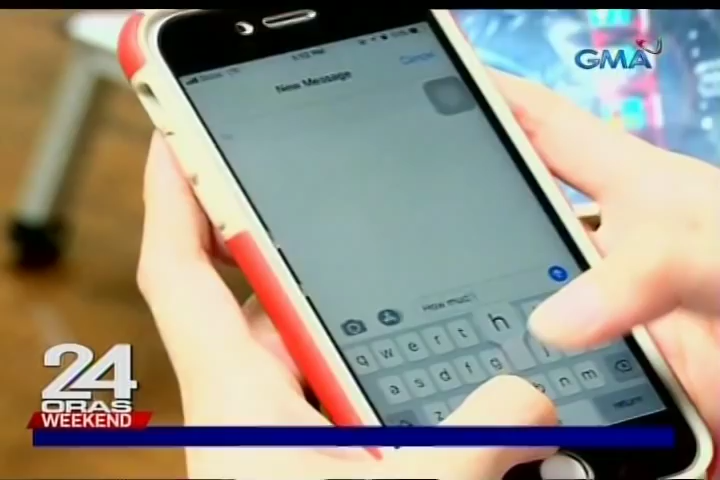 GMA
New Message
Cancel
How muc
h
q w e r t
a s d f g
z b n m
return
24
ORAS
WEEKEND